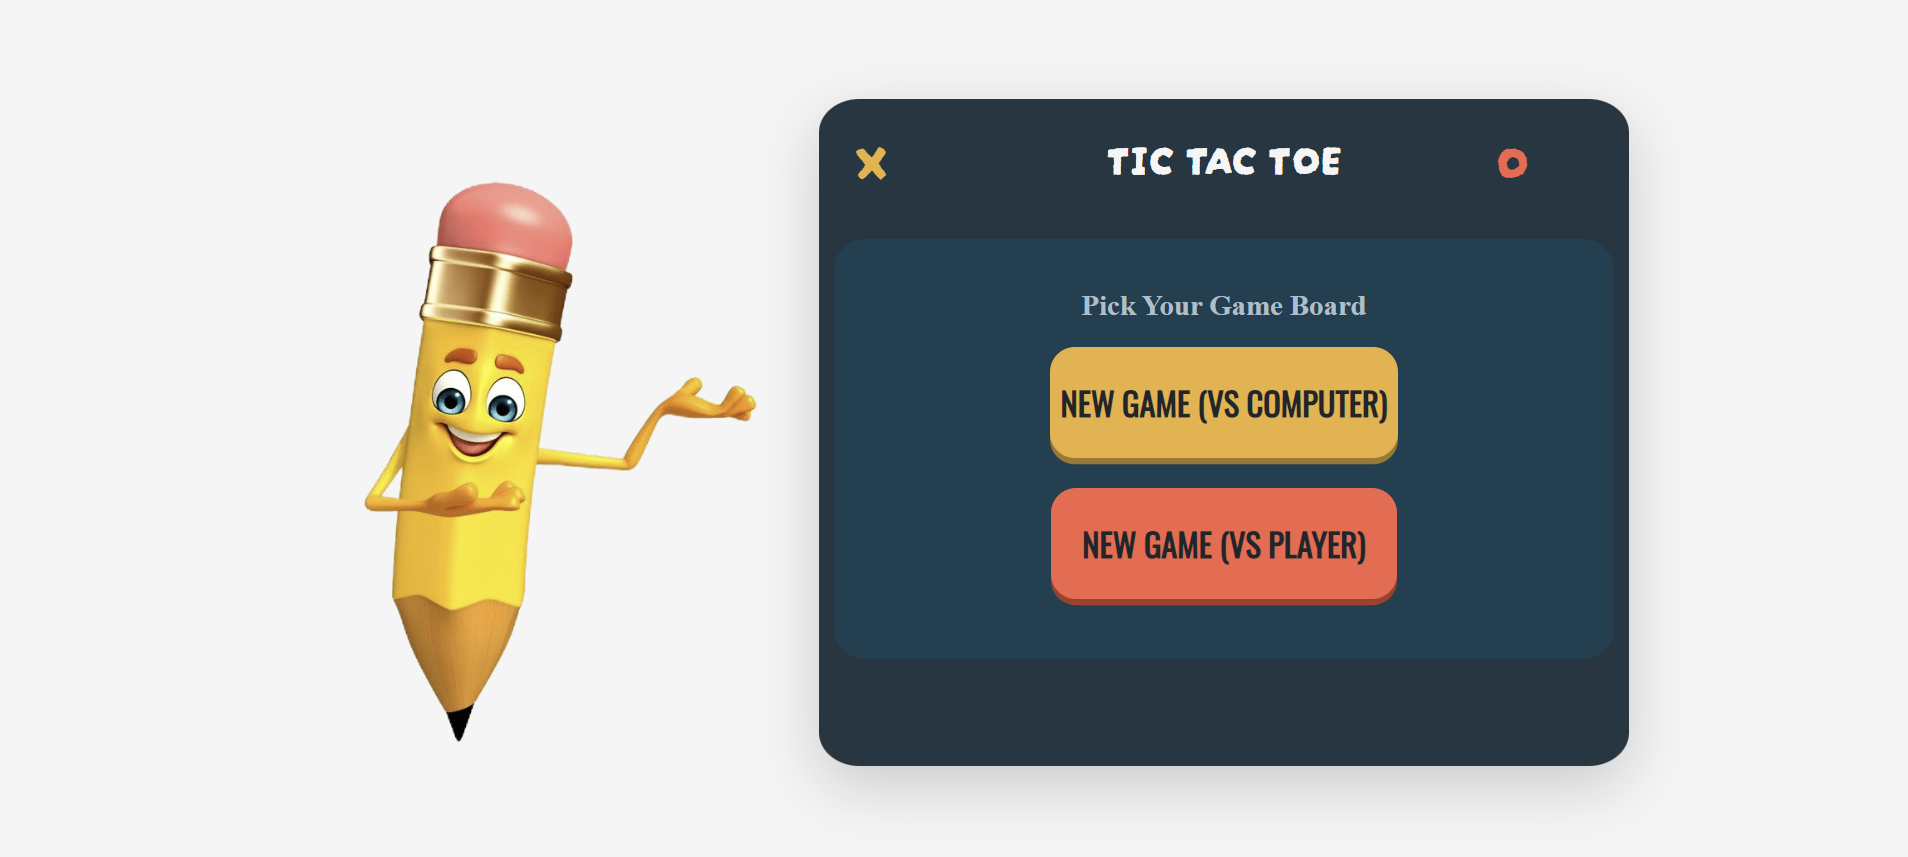 X TIC TAC TOE O
Pick Your Game Board
NEW GAME (VS COMPUTER)
NEW GAME (VS PLAYER)